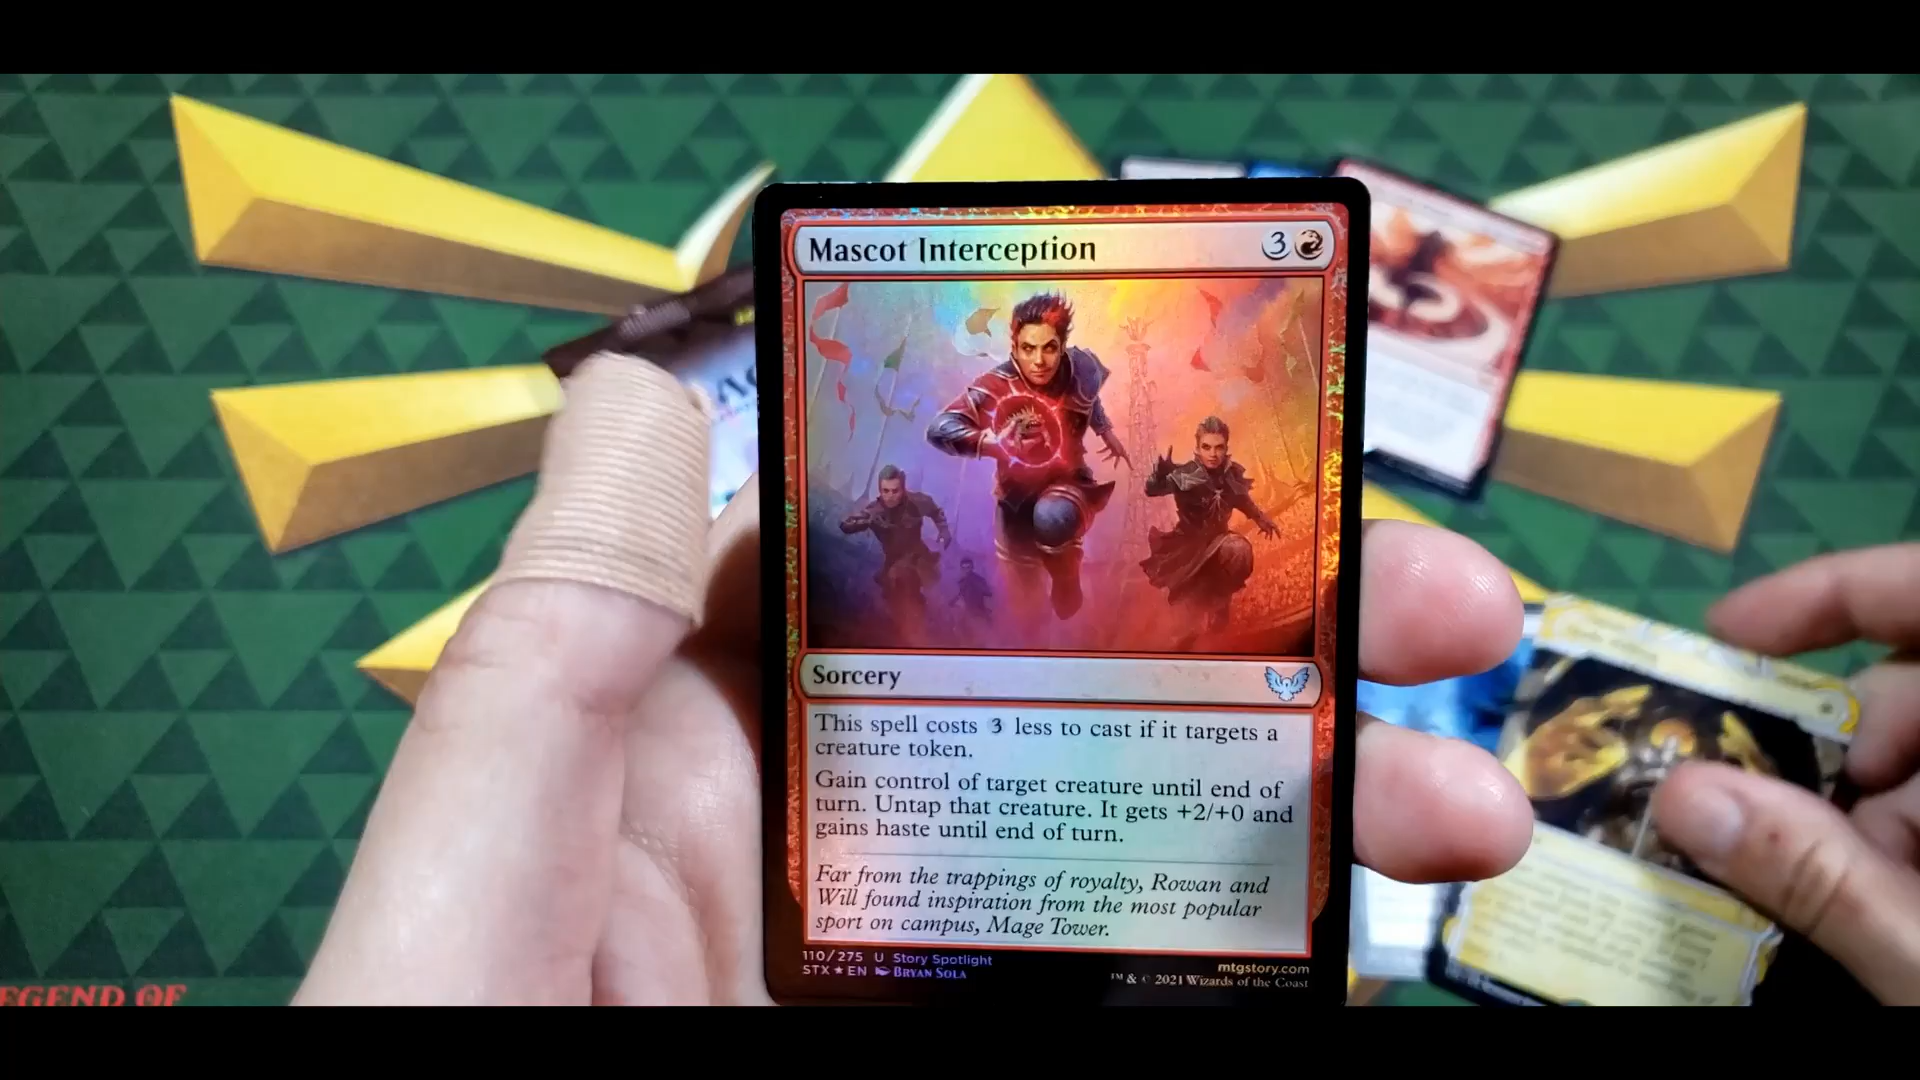 Mascot Interception 3
Sorcery
This spell costs 3 less to cast if it targets a
creature token.
Gain control of target creature until end of
turn. Untap that creature. It gets +2/+0 and
gains haste until end of turn.
Far from the trappings of royalty, Rowan and
Will found inspiration from the most popular
sport on campus, Mage Tower.
110/275 U Story Spotlight
STX ★ EN Bryan Sola
mtgstory.com
™ & © 2021 Wizards of the Coast
EGEND OF